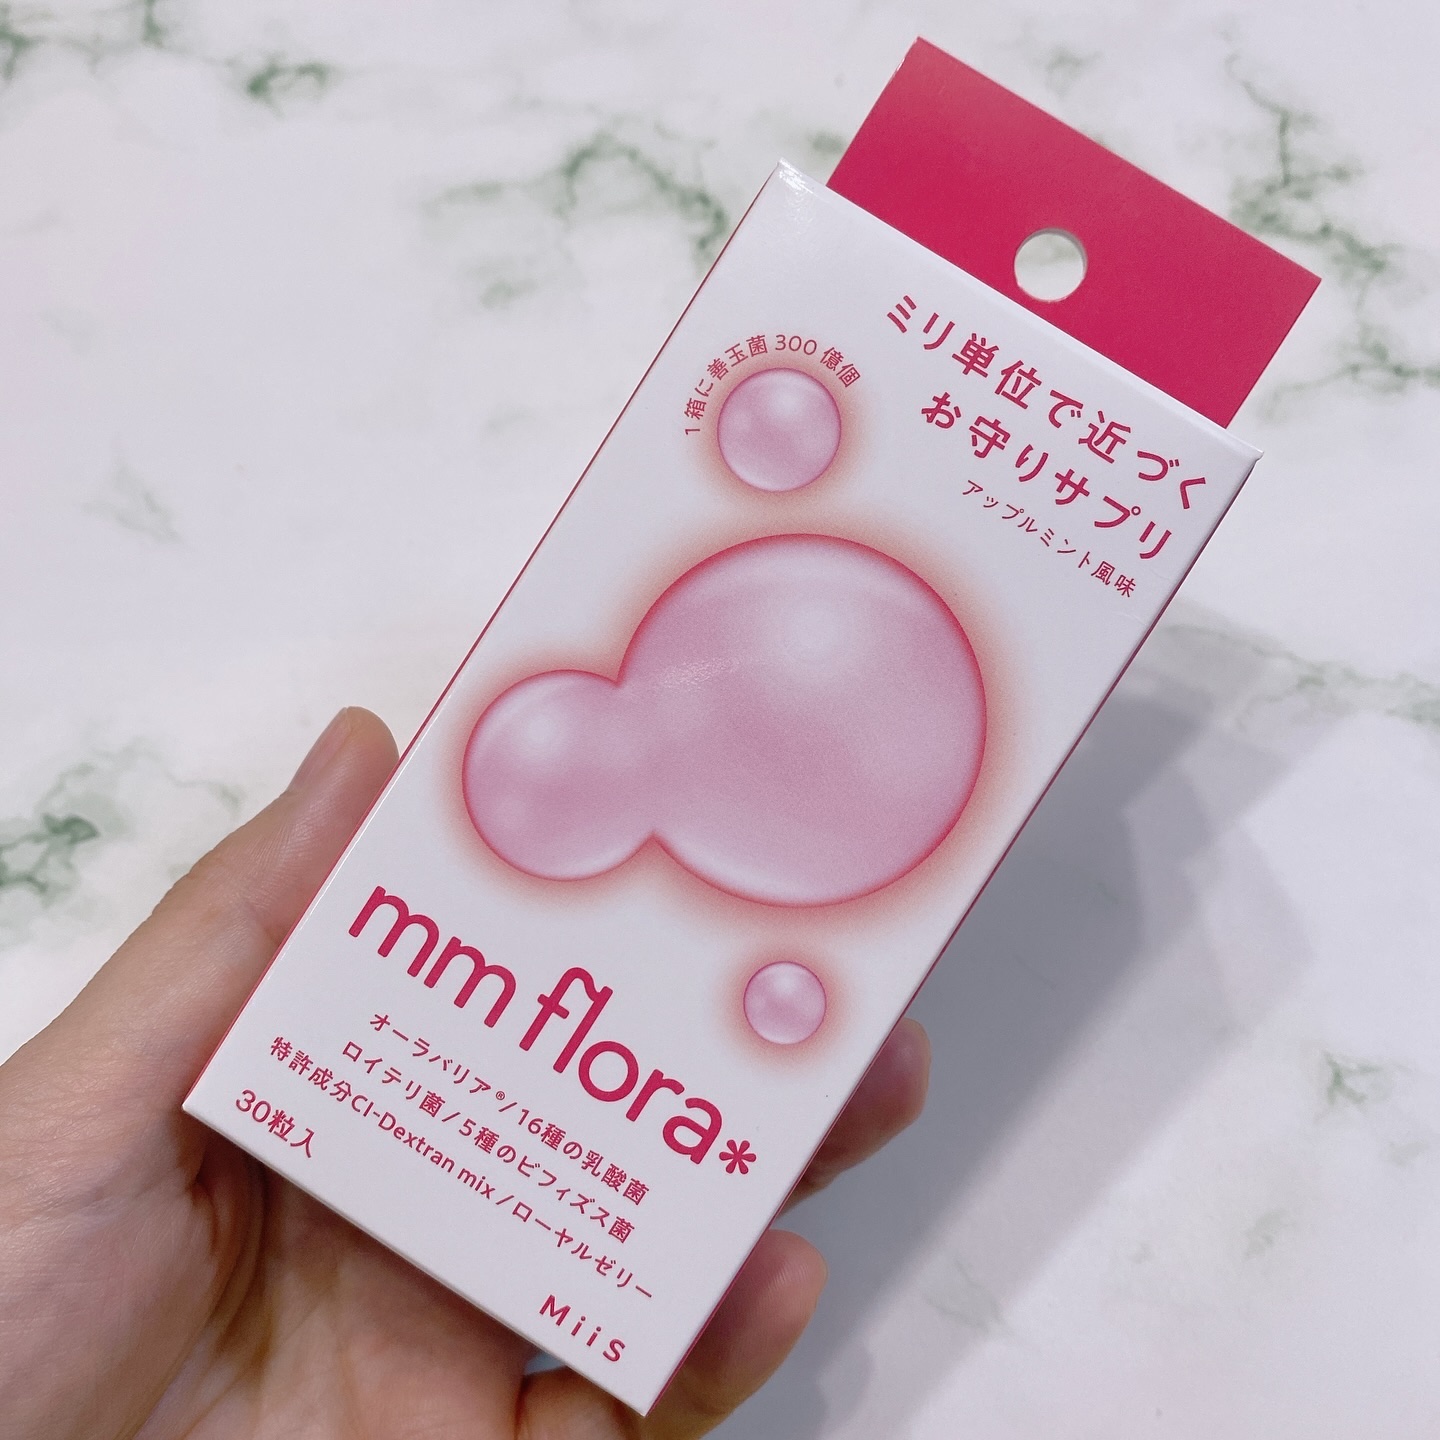 ミリ単位で近づく
お守りサプリ
アップルミント風味
1箱に善玉菌300億個
mm flora*
オーラバリア®/16種の乳酸菌
ロイテリ菌/5種のビフィズス菌
特許成分CI-Dextran mix/ローヤルゼリー
30粒入
MiiS